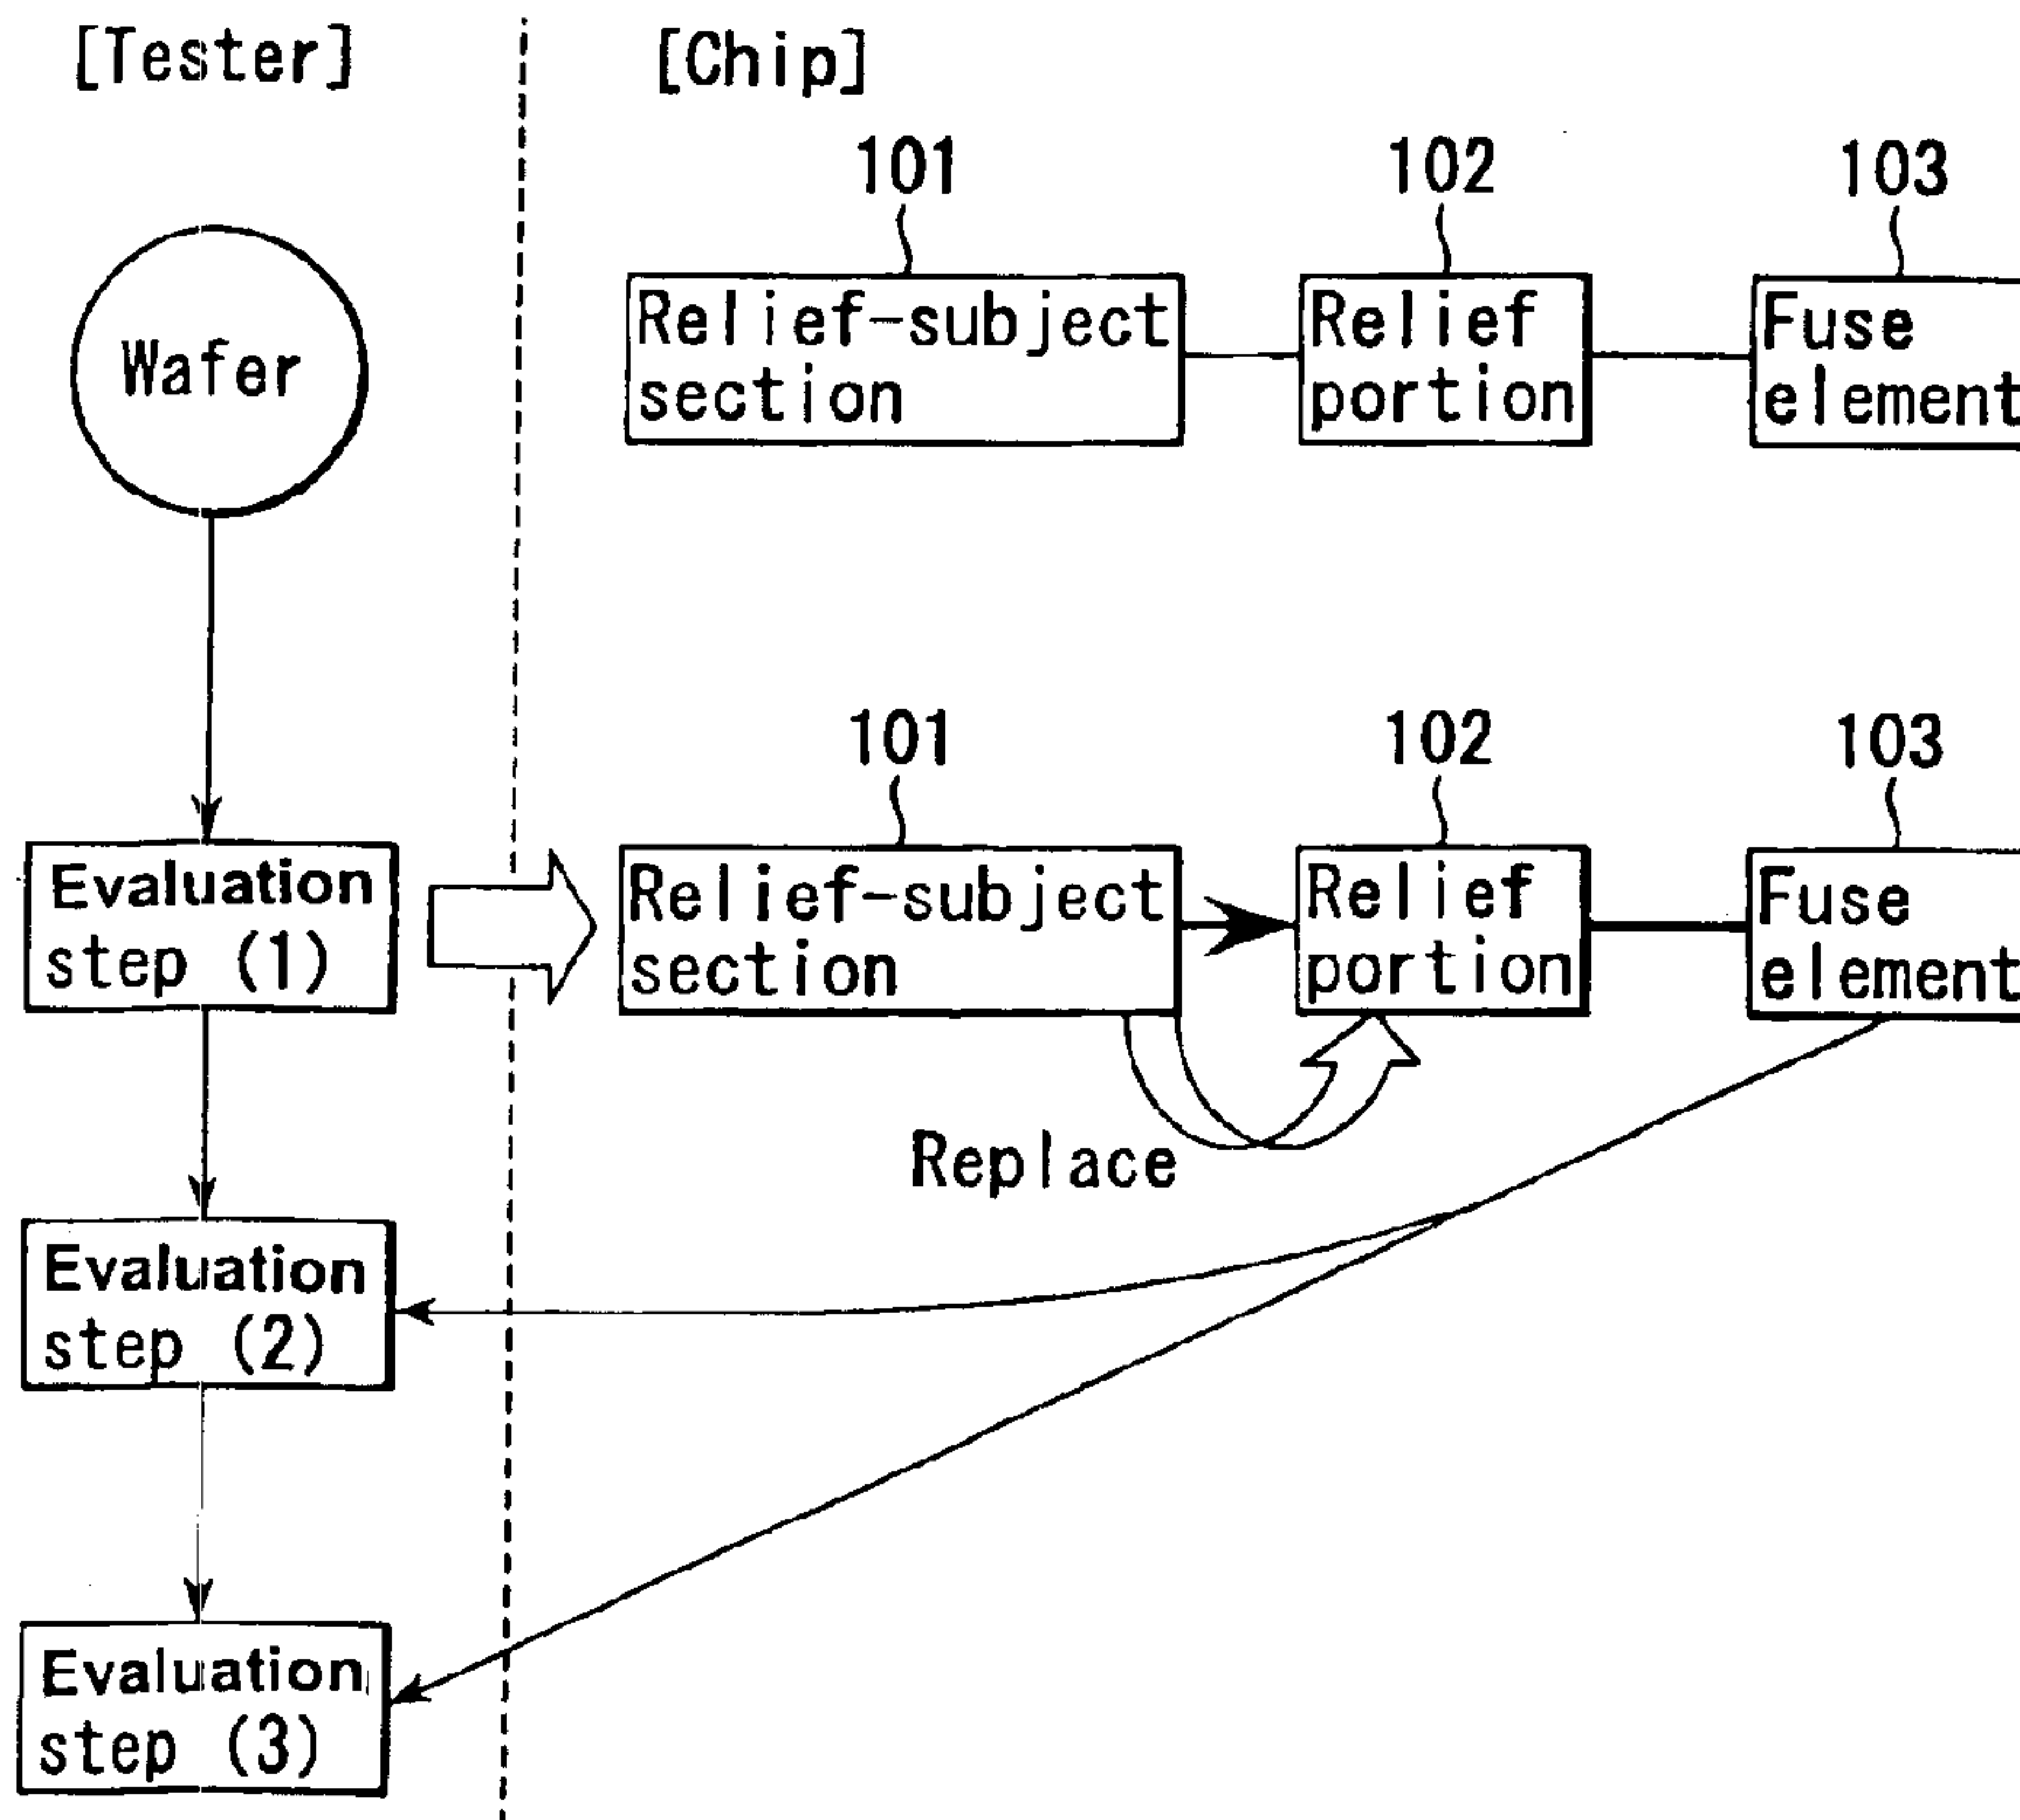 [Tester]
[Chip]
101
102
103
Wafer
Relief-subject
section
Relief
portion
Fuse
element
101
102
103
Evaluation
step (1)
Relief-subject
section
Relief
portion
Fuse
element
Replace
Evaluation
step (2)
Evaluation
step (3)